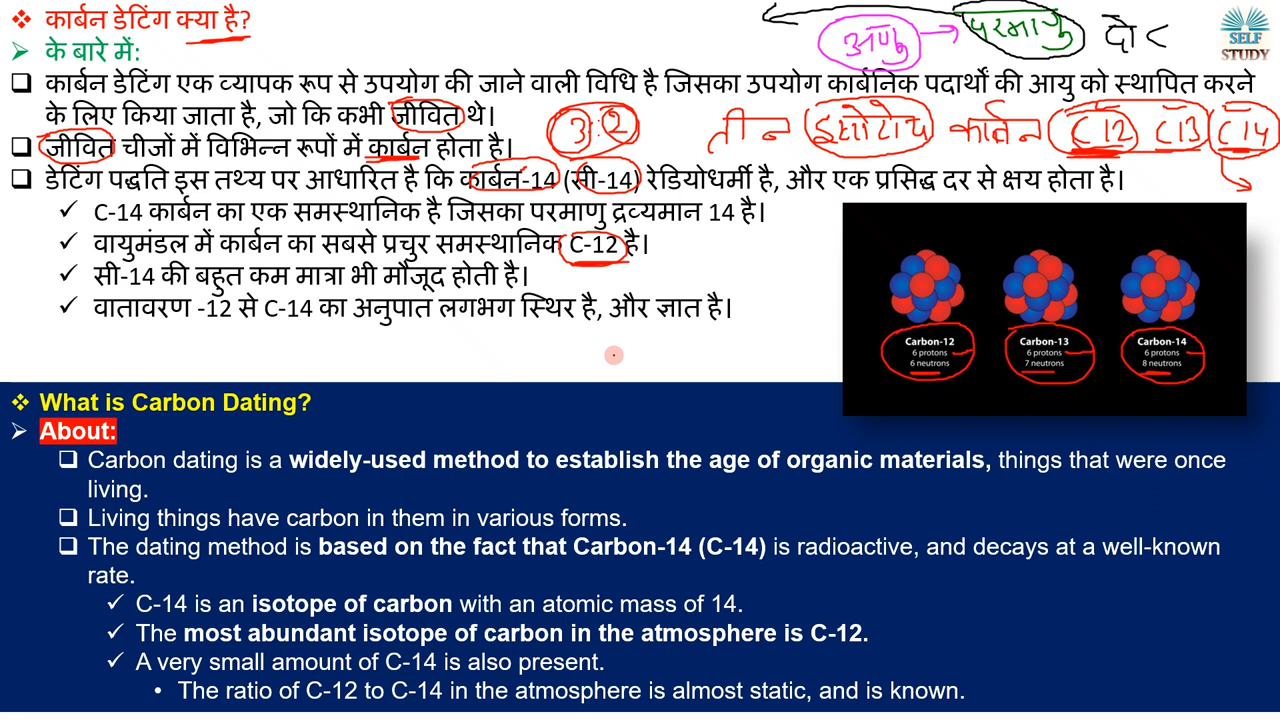 ❖ कार्बन डेटिंग क्या है?
➢ के बारे में:
अणु → परमाणु दो <
SELF
STUDY
❑ कार्बन डेटिंग एक व्यापक रूप से उपयोग की जाने वाली विधि है जिसका उपयोग कार्बनिक पदार्थों की आयु को स्थापित करने
के लिए किया जाता है, जो कि कभी जीवित थे।
3:2 तीन इसोटोप कार्बन C12 C13 C14
❑ जीवित चीजों में विभिन्न रूपों में कार्बन होता है।
❑ डेटिंग पद्धति इस तथ्य पर आधारित है कि कार्बन-14 (सी-14) रेडियोधर्मी है, और एक प्रसिद्ध दर से क्षय होता है।
✓ C-14 कार्बन का एक समस्थानिक है जिसका परमाणु द्रव्यमान 14 है।
✓ वायुमंडल में कार्बन का सबसे प्रचुर समस्थानिक C-12 है।
✓ सी-14 की बहुत कम मात्रा भी मौजूद होती है।
✓ वातावरण -12 से C-14 का अनुपात लगभग स्थिर है, और ज्ञात है।
Carbon-12 Carbon-13 Carbon-14
6 protons 6 protons 6 protons
6 neutrons 7 neutrons 8 neutrons
❖ What is Carbon Dating?
➢ About:
❑ Carbon dating is a widely-used method to establish the age of organic materials, things that were once
living.
❑ Living things have carbon in them in various forms.
❑ The dating method is based on the fact that Carbon-14 (C-14) is radioactive, and decays at a well-known
rate.
✓ C-14 is an isotope of carbon with an atomic mass of 14.
✓ The most abundant isotope of carbon in the atmosphere is C-12.
✓ A very small amount of C-14 is also present.
• The ratio of C-12 to C-14 in the atmosphere is almost static, and is known.